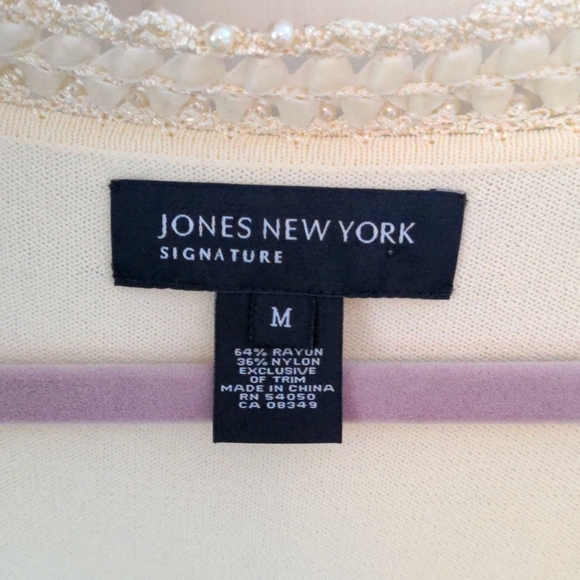 JONES NEW YORK
SIGNATURE
M
64% RAYON
36% NYLON
EXCLUSIVE
OF TRIM
MADE IN CHINA
RN 54050
CA 08349